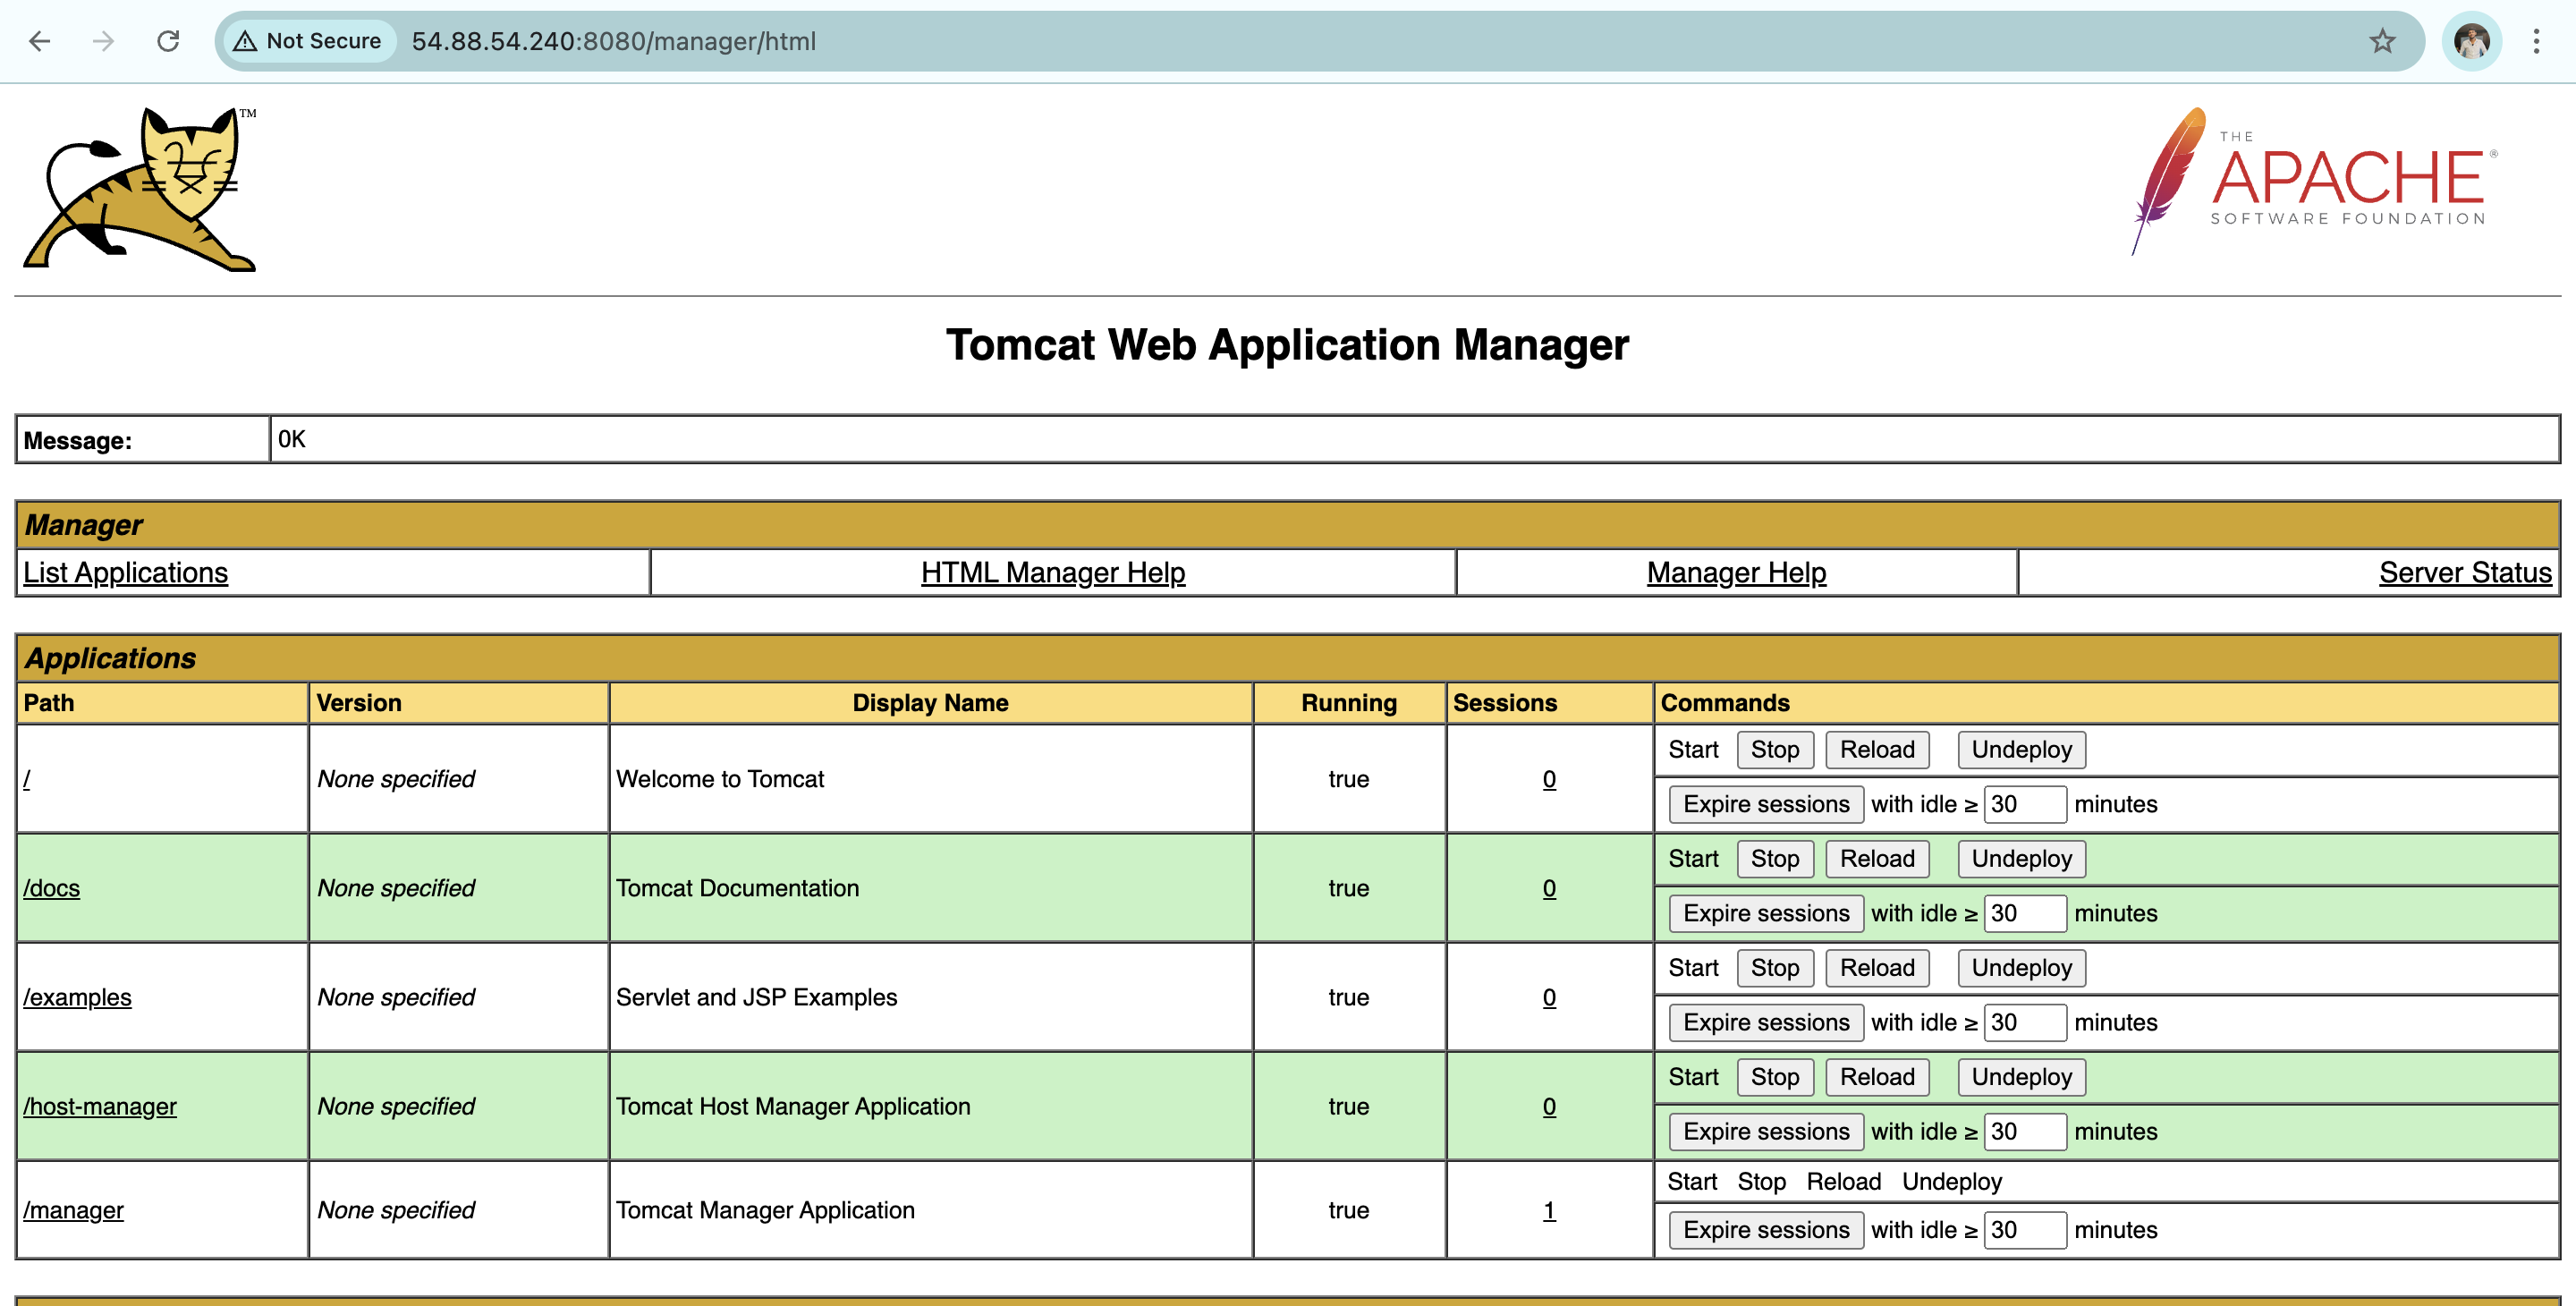 Not Secure 54.88.54.240:8080/manager/html
TM
THE
APACHE®
SOFTWARE FOUNDATION
Tomcat Web Application Manager
Message: OK
Manager
List Applications HTML Manager Help Manager Help Server Status
Applications
Path Version Display Name Running Sessions Commands
Start Stop Reload Undeploy
/ None specified Welcome to Tomcat true 0
Expire sessions with idle ≥ 30 minutes
Start Stop Reload Undeploy
/docs None specified Tomcat Documentation true 0
Expire sessions with idle ≥ 30 minutes
Start Stop Reload Undeploy
/examples None specified Servlet and JSP Examples true 0
Expire sessions with idle ≥ 30 minutes
Start Stop Reload Undeploy
/host-manager None specified Tomcat Host Manager Application true 0
Expire sessions with idle ≥ 30 minutes
Start Stop Reload Undeploy
/manager None specified Tomcat Manager Application true 1
Expire sessions with idle ≥ 30 minutes